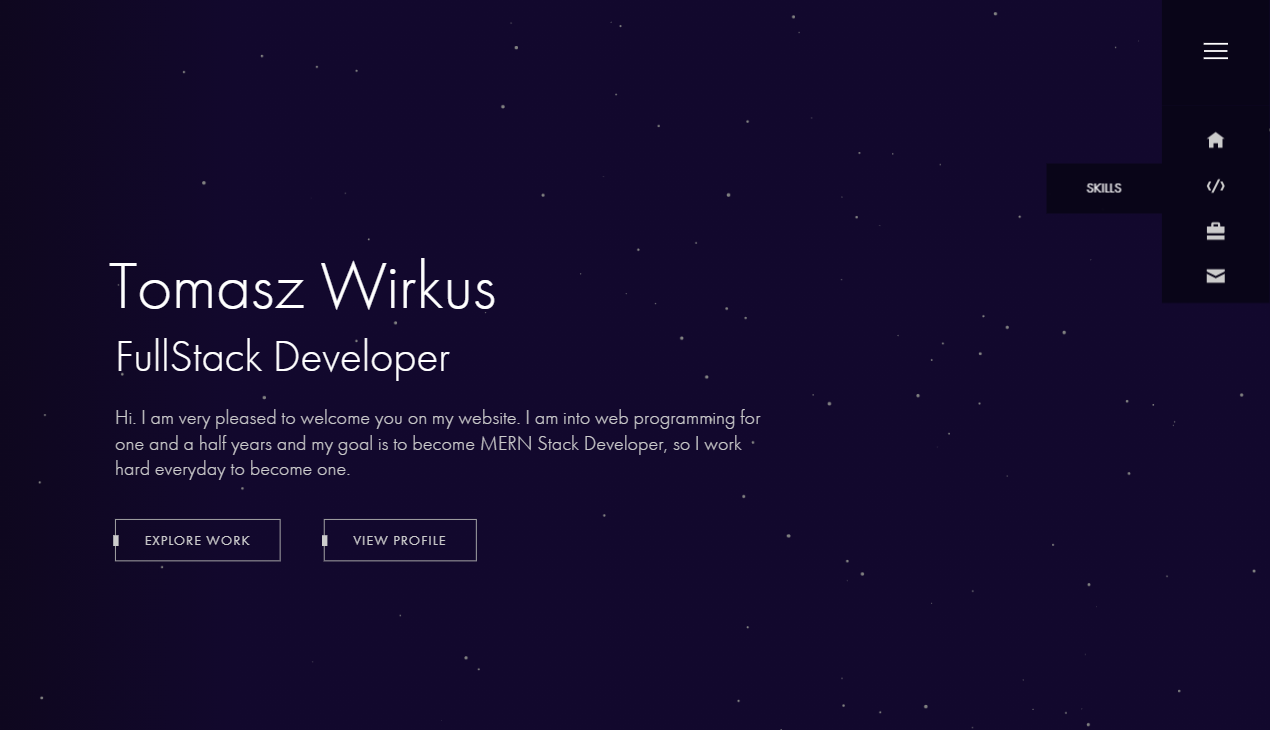 SKILLS
Tomasz Wirkus
FullStack Developer
Hi. I am very pleased to welcome you on my website. I am into web programming for
one and a half years and my goal is to become MERN Stack Developer, so I work
hard everyday to become one.
EXPLORE WORK
VIEW PROFILE